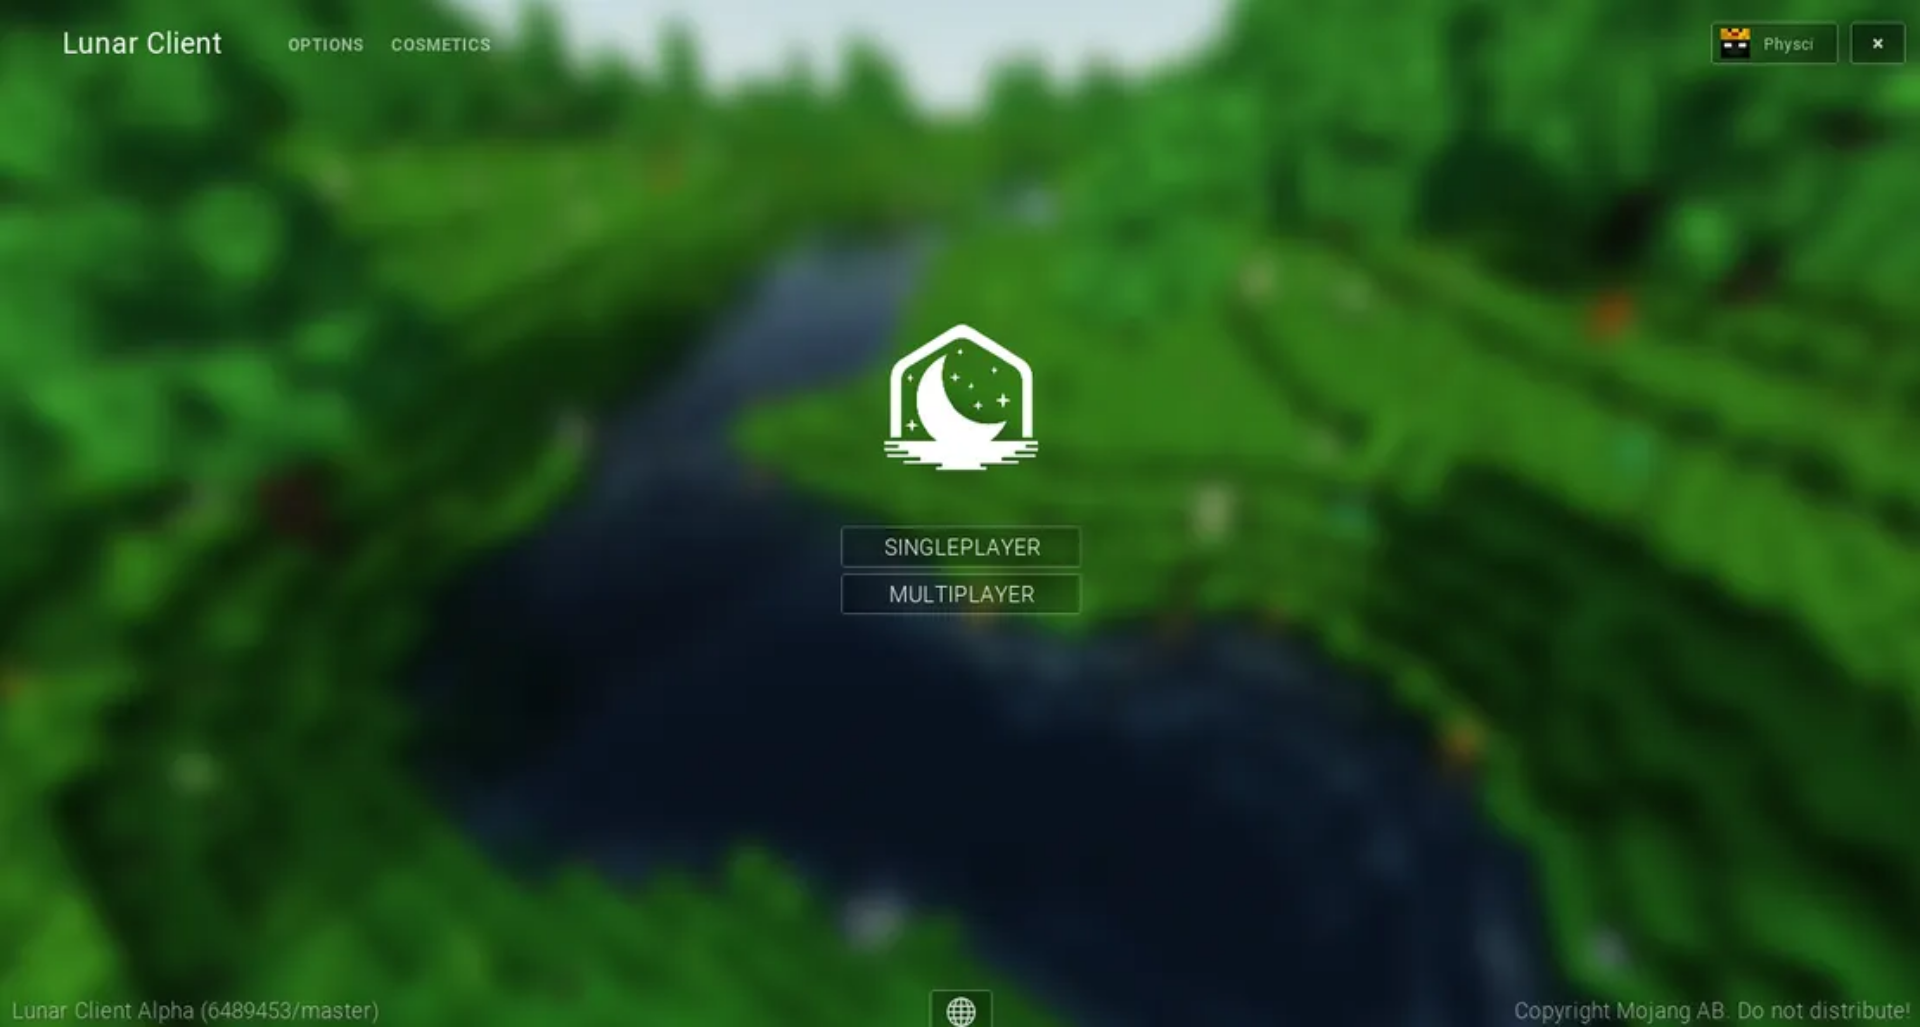 Lunar Client
OPTIONS
COSMETICS
Physci
×
SINGLEPLAYER
MULTIPLAYER
Lunar Client Alpha (6489453/master)
Copyright Mojang AB. Do not distribute!